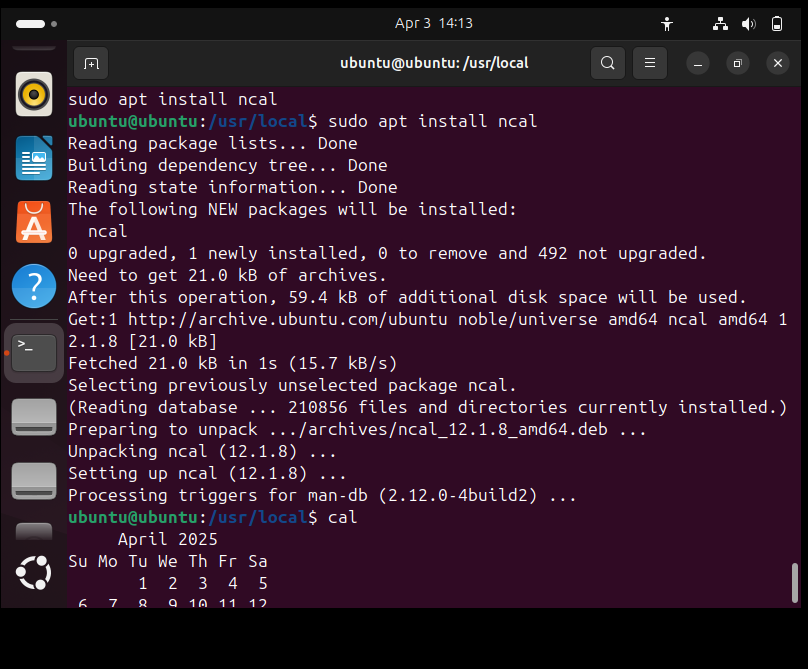 Apr 3 14:13
ubuntu@ubuntu: /usr/local
sudo apt install ncal
ubuntu@ubuntu:/usr/local$ sudo apt install ncal
Reading package lists... Done
Building dependency tree... Done
Reading state information... Done
The following NEW packages will be installed:
  ncal
0 upgraded, 1 newly installed, 0 to remove and 492 not upgraded.
Need to get 21.0 kB of archives.
After this operation, 59.4 kB of additional disk space will be used.
Get:1 http://archive.ubuntu.com/ubuntu noble/universe amd64 ncal amd64 1
2.1.8 [21.0 kB]
Fetched 21.0 kB in 1s (15.7 kB/s)
Selecting previously unselected package ncal.
(Reading database ... 210856 files and directories currently installed.)
Preparing to unpack .../archives/ncal_12.1.8_amd64.deb ...
Unpacking ncal (12.1.8) ...
Setting up ncal (12.1.8) ...
Processing triggers for man-db (2.12.0-4build2) ...
ubuntu@ubuntu:/usr/local$ cal
     April 2025
Su Mo Tu We Th Fr Sa
       1  2  3  4  5
 6  7  8  9 10 11 12